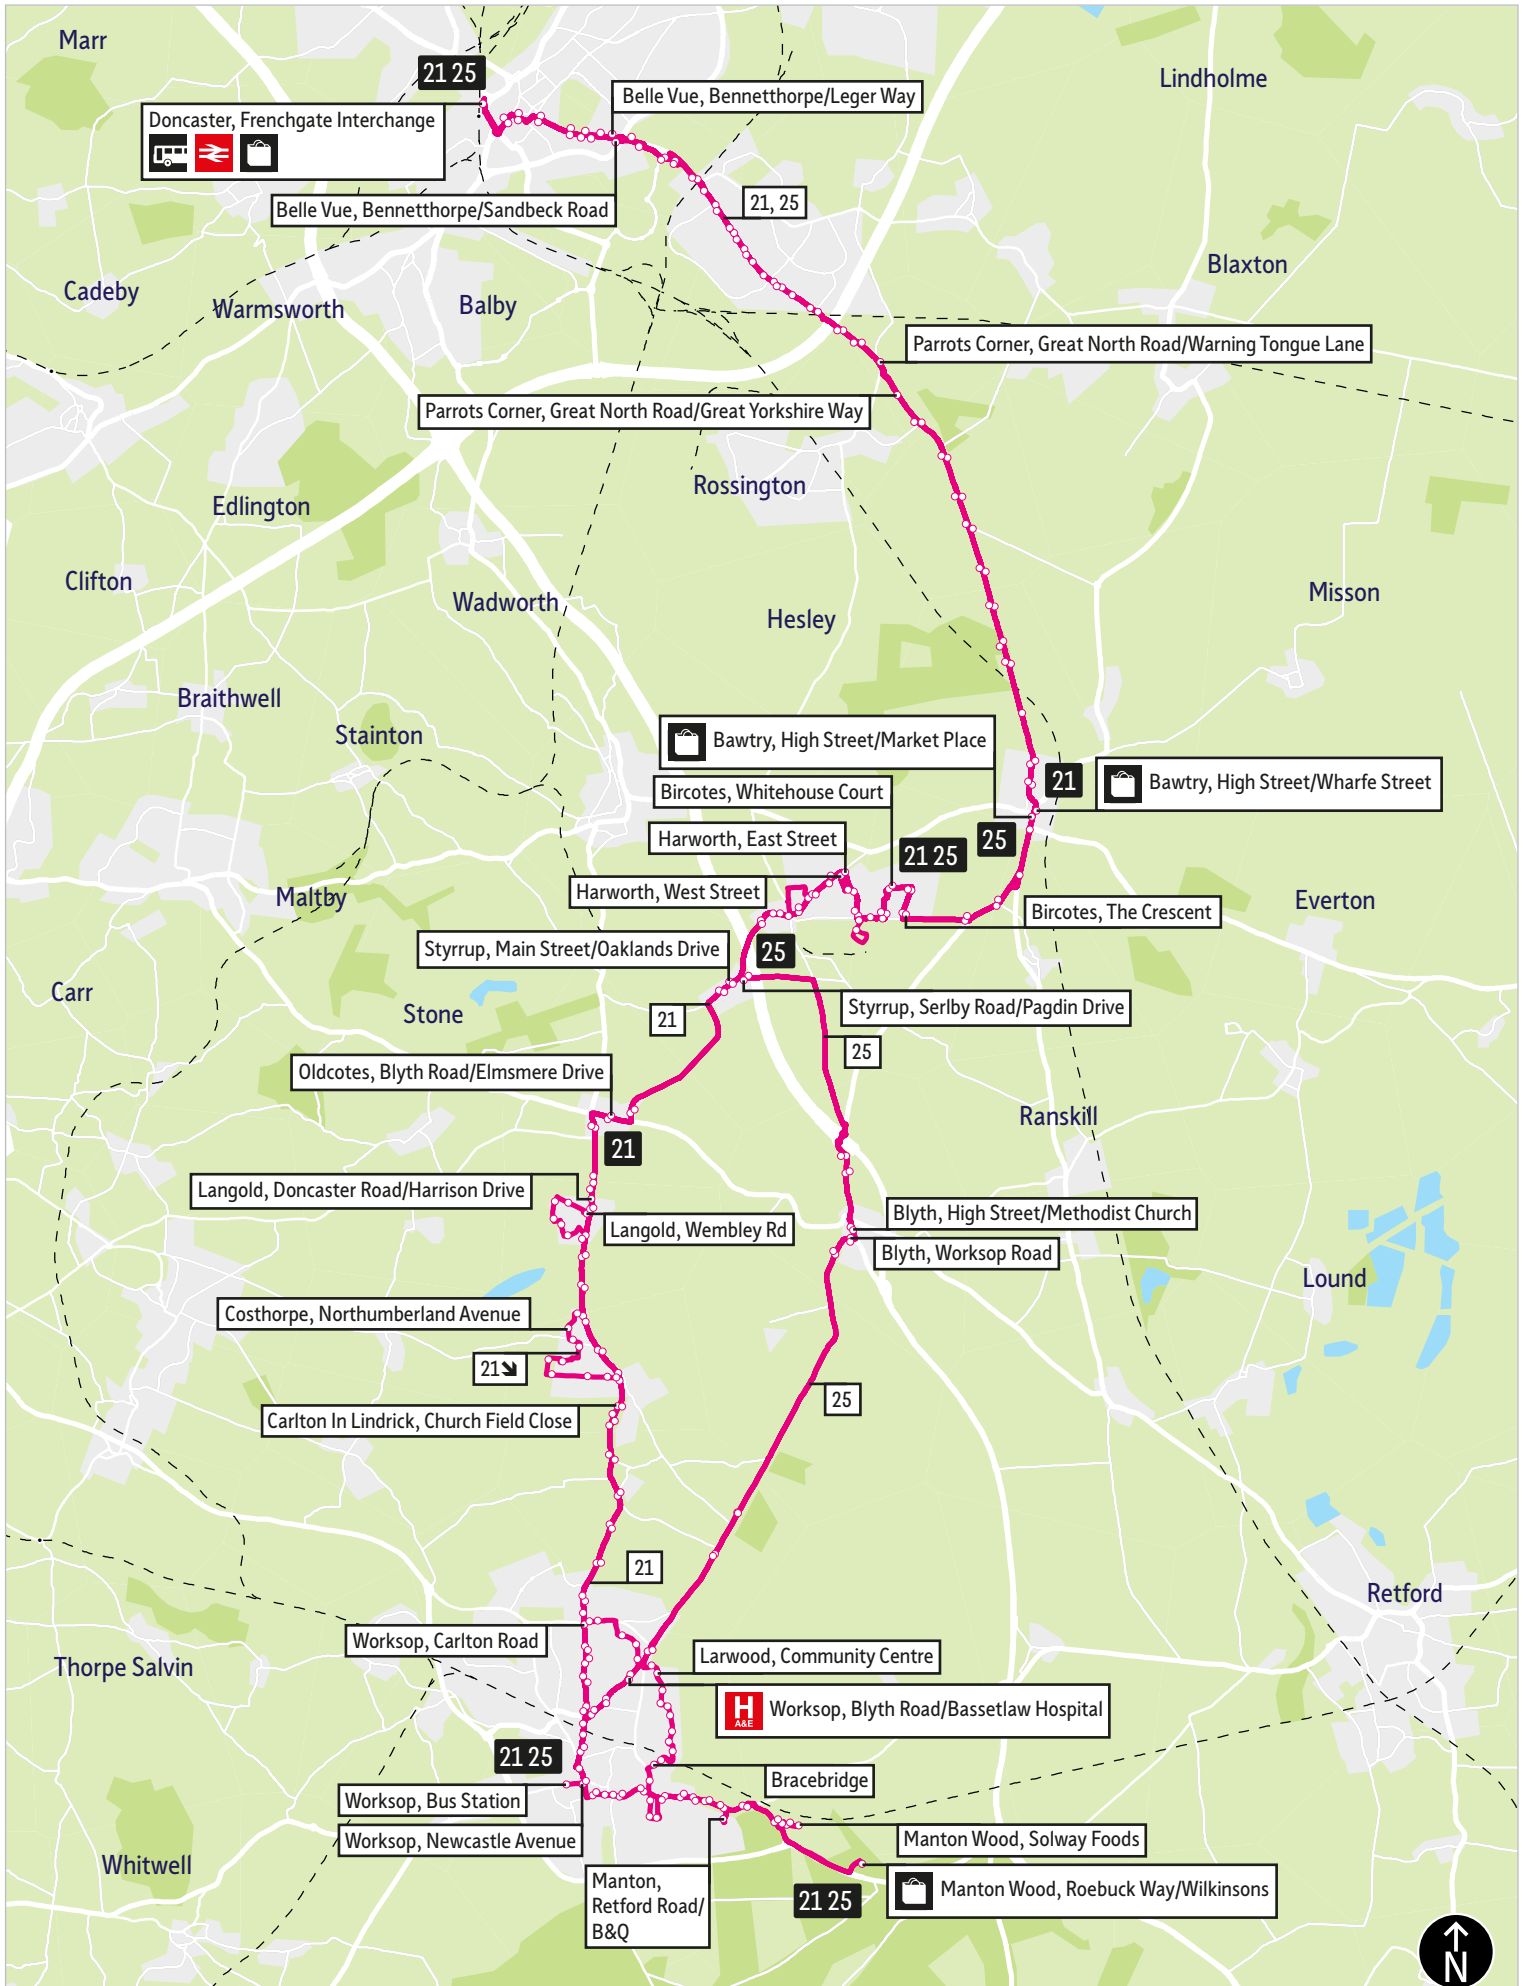 Marr
21 25
Lindholme
Belle Vue, Bennetthorpe/Leger Way
Doncaster, Frenchgate Interchange
Belle Vue, Bennetthorpe/Sandbeck Road
21, 25
Blaxton
Cadeby
Warmsworth
Balby
Parrots Corner, Great North Road/Warning Tongue Lane
Parrots Corner, Great North Road/Great Yorkshire Way
Rossington
Edlington
Clifton
Wadworth
Misson
Hesley
Braithwell
Stainton
Bawtry, High Street/Market Place
21
Bawtry, High Street/Wharfe Street
Bircotes, Whitehouse Court
Harworth, East Street
25
21 25
Harworth, West Street
Maltby
Everton
Bircotes, The Crescent
Styrrup, Main Street/Oaklands Drive
25
Carr
Stone
21
Styrrup, Serlby Road/Pagdin Drive
25
Oldcotes, Blyth Road/Elmsmere Drive
Ranskill
21
Langold, Doncaster Road/Harrison Drive
Langold, Wembley Rd
Blyth, High Street/Methodist Church
Blyth, Worksop Road
Lound
Costhorpe, Northumberland Avenue
21
25
Carlton In Lindrick, Church Field Close
21
Retford
Worksop, Carlton Road
Larwood, Community Centre
Thorpe Salvin
H
A&E
Worksop, Blyth Road/Bassetlaw Hospital
21 25
Bracebridge
Worksop, Bus Station
Worksop, Newcastle Avenue
Manton Wood, Solway Foods
Whitwell
Manton,
Retford Road/
B&Q
21 25
Manton Wood, Roebuck Way/Wilkinsons
N